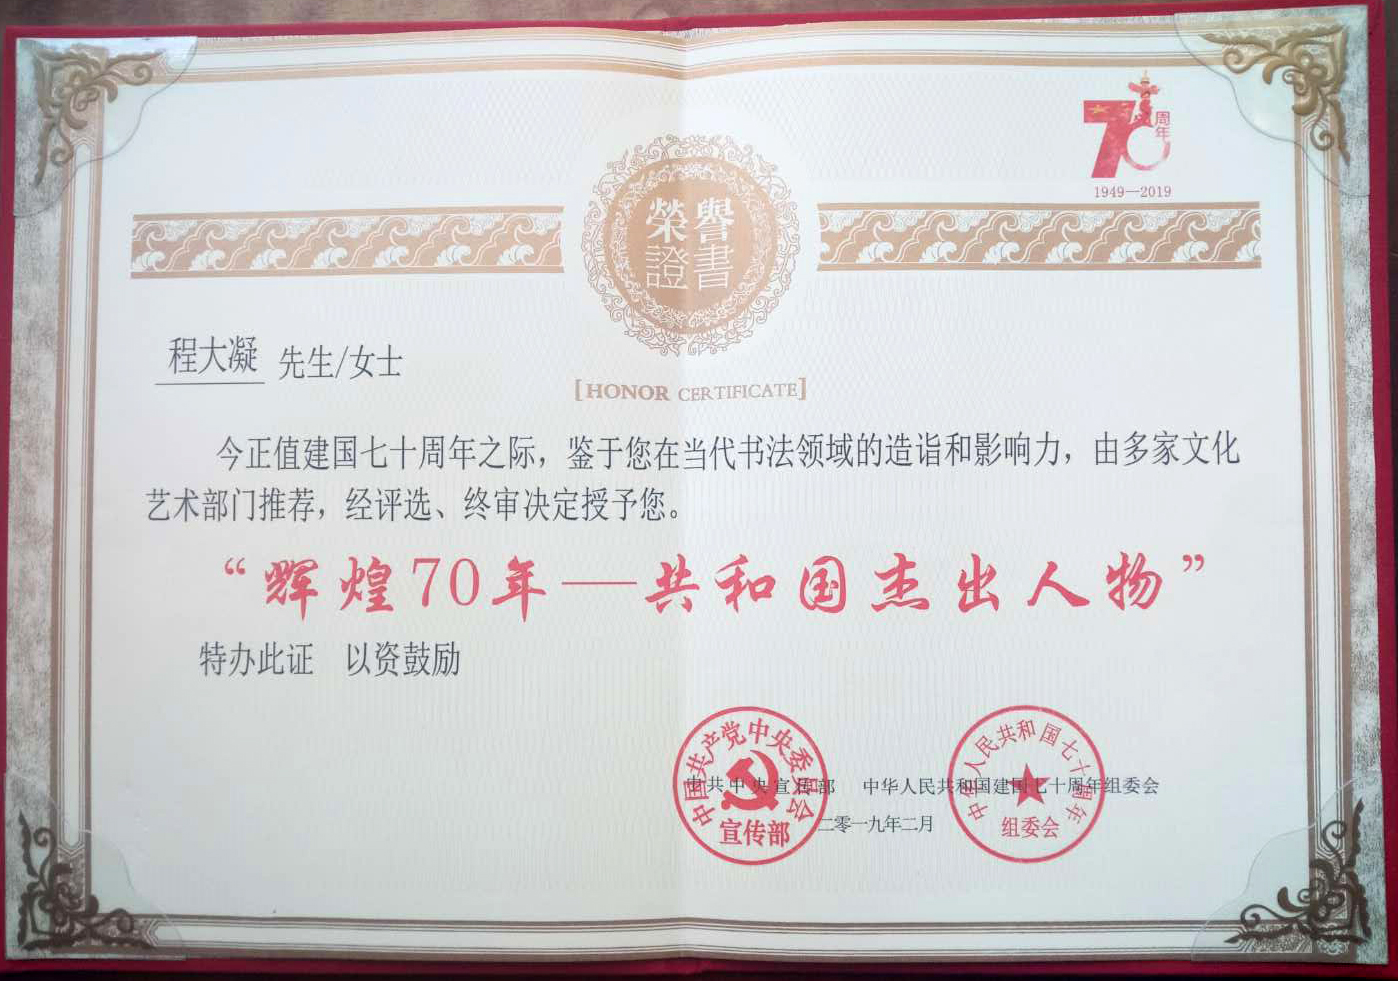 70周年
1949—2019
榮譽
證書
[HONOR CERTIFICATE]
程大凝 先生/女士
今正值建国七十周年之际，鉴于您在当代书法领域的造诣和影响力，由多家文化
艺术部门推荐，经评选、终审决定授予您。
“辉煌70年——共和国杰出人物”
特办此证 以资鼓励
中国共产党中央委员会
宣传部
中华人民共和国七十周年
组委会
中共中央宣传部 中华人民共和国建国七十周年组委会
二零一九年二月